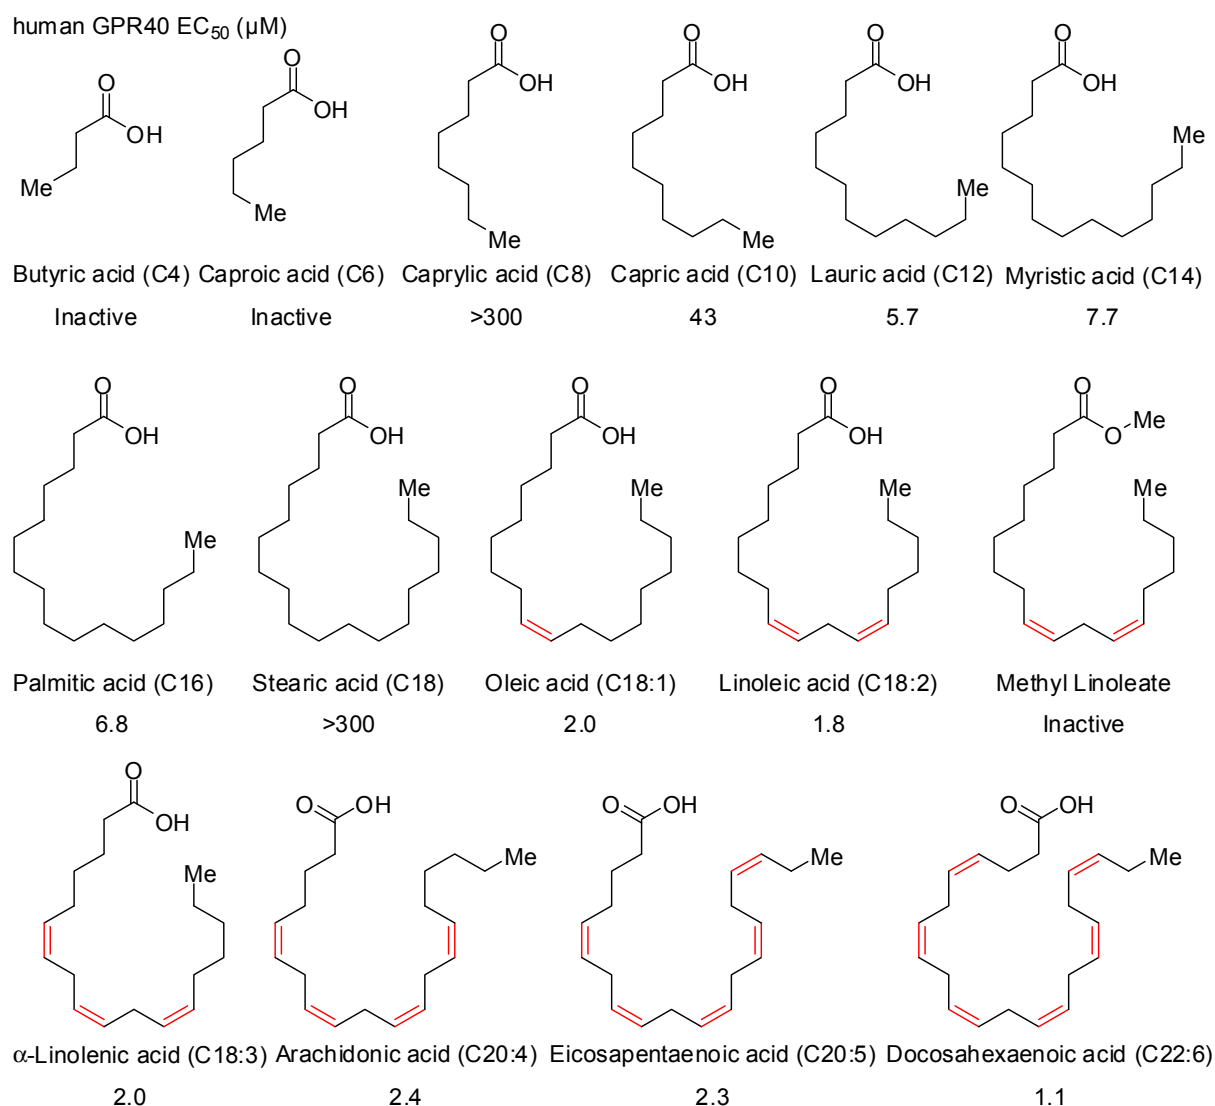 human GPR40 EC50 (µM)
O
OH
Me
O
OH
Me
O
OH
Me
O
OH
Me
O
OH
Me
O
OH
Me
Butyric acid (C4) Caproic acid (C6) Caprylic acid (C8) Capric acid (C10) Lauric acid (C12) Myristic acid (C14)
Inactive Inactive >300 43 5.7 7.7
O
OH
Me
O
OH
Me
O
OH
Me
O
OH
Me
O
O Me
Me
Palmitic acid (C16) Stearic acid (C18) Oleic acid (C18:1) Linoleic acid (C18:2) Methyl Linoleate
6.8 >300 2.0 1.8 Inactive
O
OH
Me
O OH
Me
O OH
Me
O OH
Me
α-Linolenic acid (C18:3) Arachidonic acid (C20:4) Eicosapentaenoic acid (C20:5) Docosahexaenoic acid (C22:6)
2.0 2.4 2.3 1.1